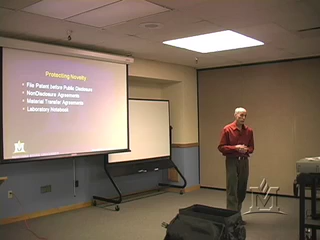 Protecting Novelty
File Patent before Public Disclosure
NonDisclosure Agreements
Material Transfer Agreements
Laboratory Notebook